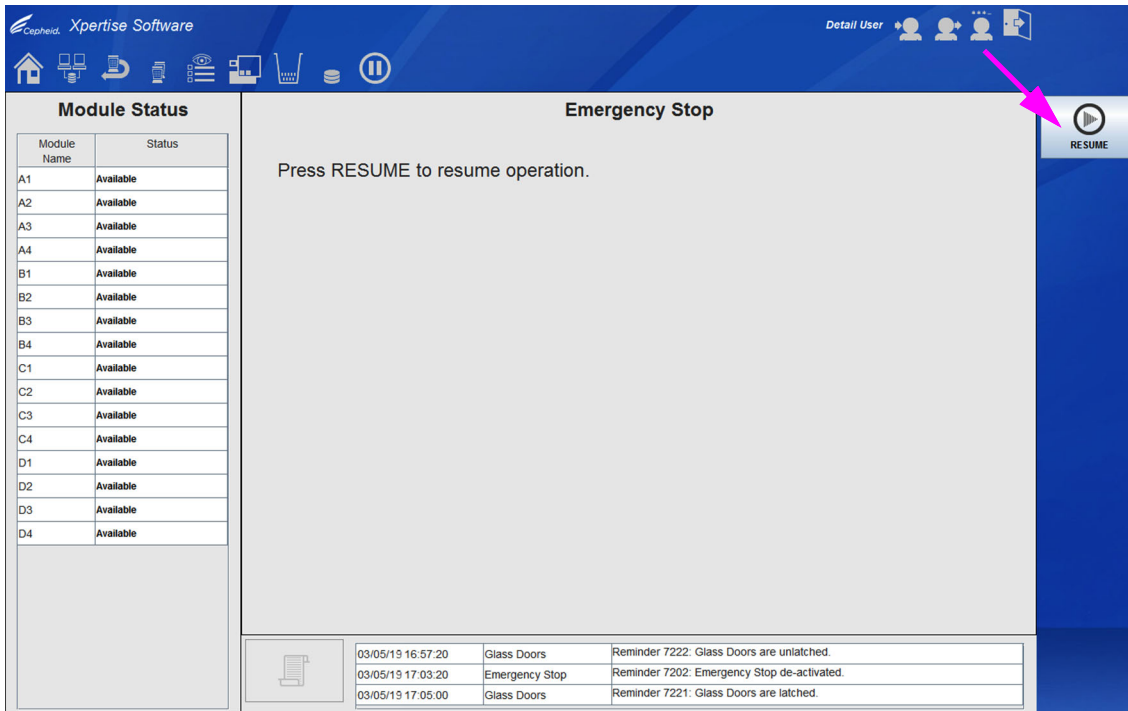 Cepheid. Xpertise Software
Detail User
Module Status
Emergency Stop
RESUME
Module Name Status
Press RESUME to resume operation.
A1 Available
A2 Available
A3 Available
A4 Available
B1 Available
B2 Available
B3 Available
B4 Available
C1 Available
C2 Available
C3 Available
C4 Available
D1 Available
D2 Available
D3 Available
D4 Available
03/05/19 16:57:20 Glass Doors Reminder 7222: Glass Doors are unlatched.
03/05/19 17:03:20 Emergency Stop Reminder 7202: Emergency Stop de-activated.
03/05/19 17:05:00 Glass Doors Reminder 7221: Glass Doors are latched.